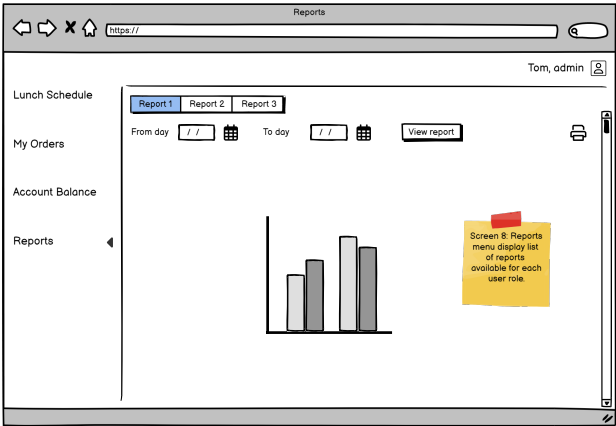 Reports
https://
Tom, admin
Lunch Schedule
My Orders
Account Balance
Reports
Report 1 Report 2 Report 3
From day / / To day / / View report
Screen 8: Reports
menu display list
of reports
available for each
user role.